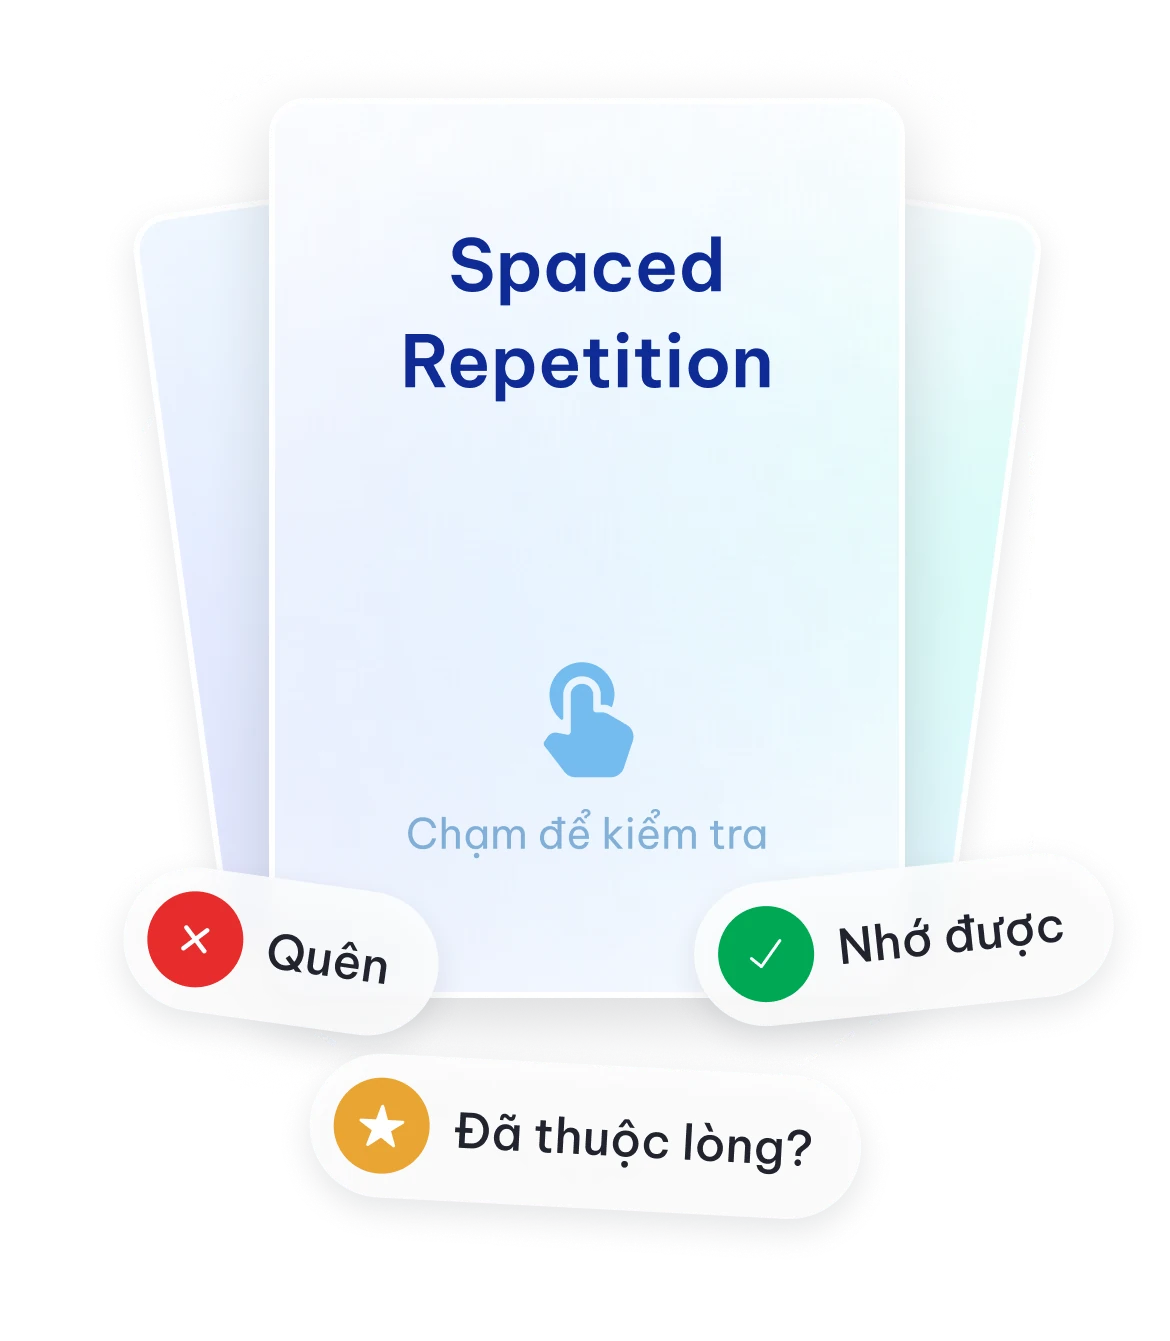 Spaced
Repetition
Chạm để kiểm tra
Quên
Nhớ được
Đã thuộc lòng?